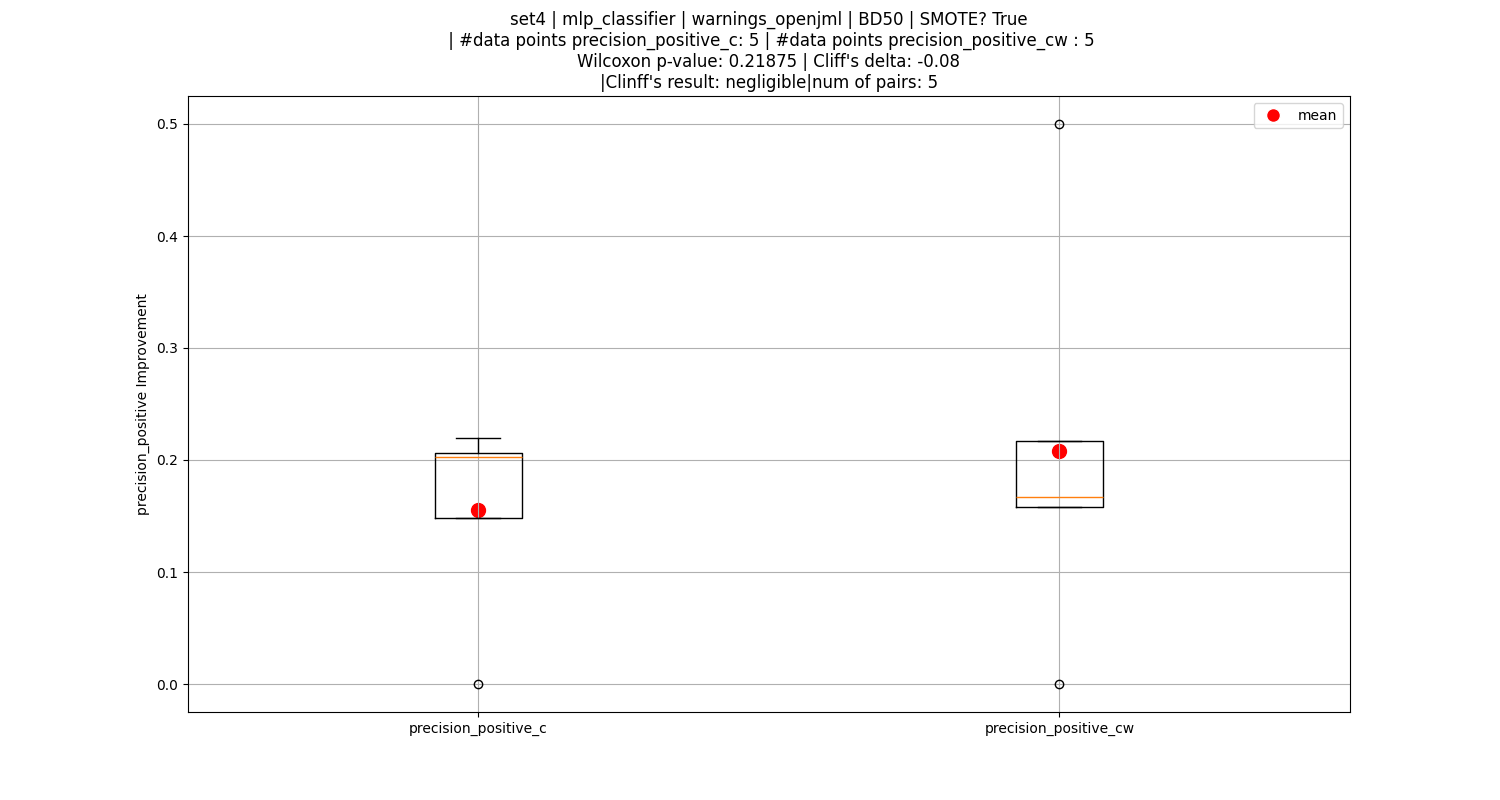 set4 | mlp_classifier | warnings_openjml | BD50 | SMOTE? True
| #data points precision_positive_c: 5 | #data points precision_positive_cw : 5
Wilcoxon p-value: 0.21875 | Cliff's delta: -0.08
|Clinff's result: negligible|num of pairs: 5
mean
0.5
0.4
0.3
0.2
0.1
0.0
precision_positive Improvement
precision_positive_c
precision_positive_cw